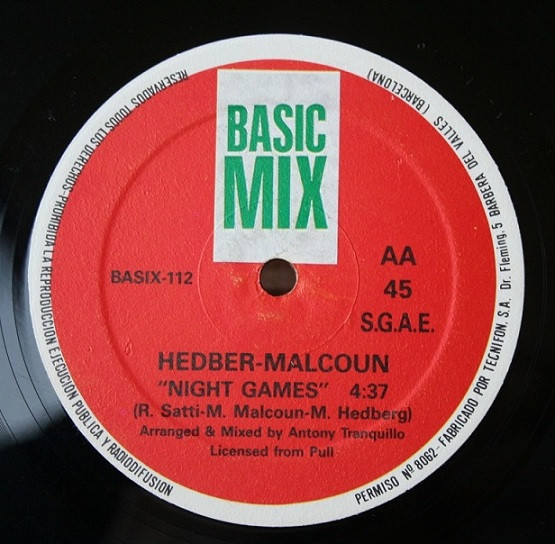 BASIC
MIX
BASIX-112
AA
45
S.G.A.E.
HEDBER-MALCOUN
"NIGHT GAMES" 4:37
(R. Satti-M. Malcoun-M. Hedberg)
Arranged & Mixed by Antony Tranquillo
Licensed from Pull
RESERVADOS TODOS LOS DERECHOS-PROHIBIDA LA REPRODUCCION EJECUCION PUBLICA Y RADIODIFUSION
PERMISO Nº 8062- FABRICADO POR TECNIFON, S.A. Dr. Fleming, 5 BARBERA DEL VALLES (BARCELONA)